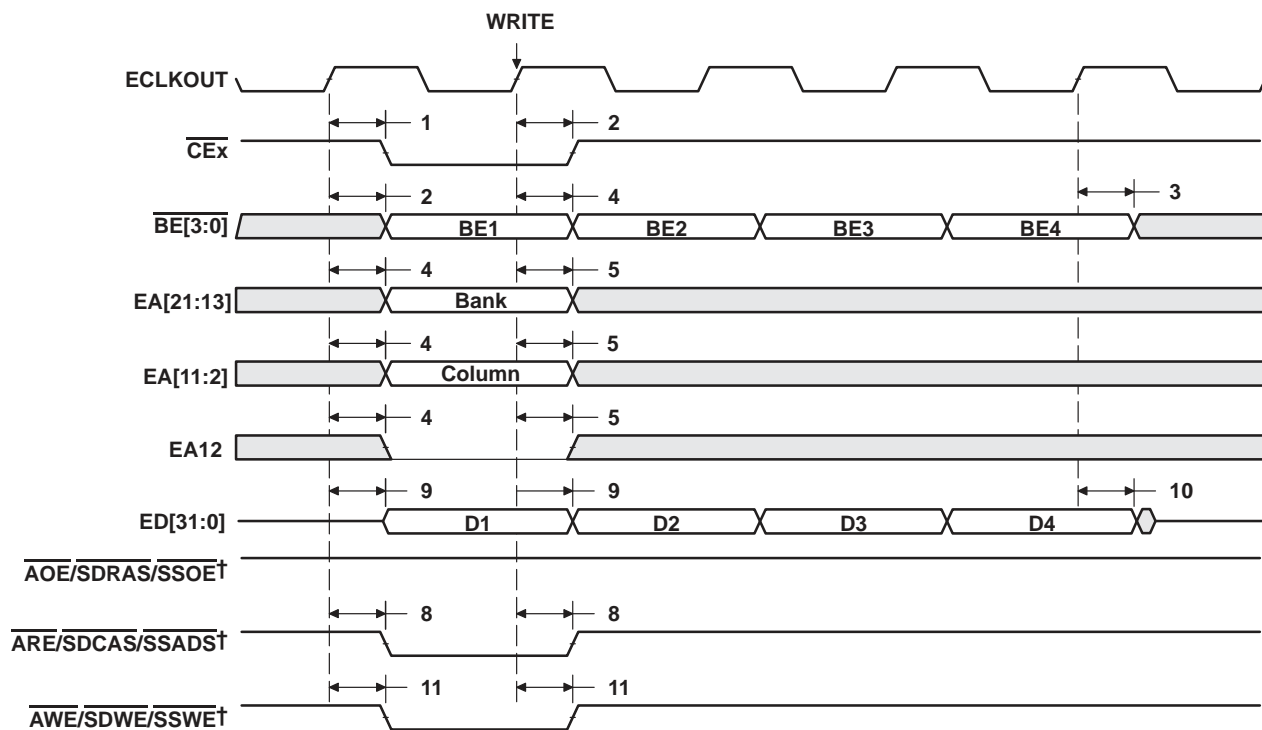 WRITE
ECLKOUT
1 2
CEx
2 4 3
BE[3:0] BE1 BE2 BE3 BE4
4 5
EA[21:13] Bank
4 5
EA[11:2] Column
4 5
EA12
9 9 10
ED[31:0] D1 D2 D3 D4
AOE/SDRAS/SSOE†
8 8
ARE/SDCAS/SSADS†
11 11
AWE/SDWE/SSWE†